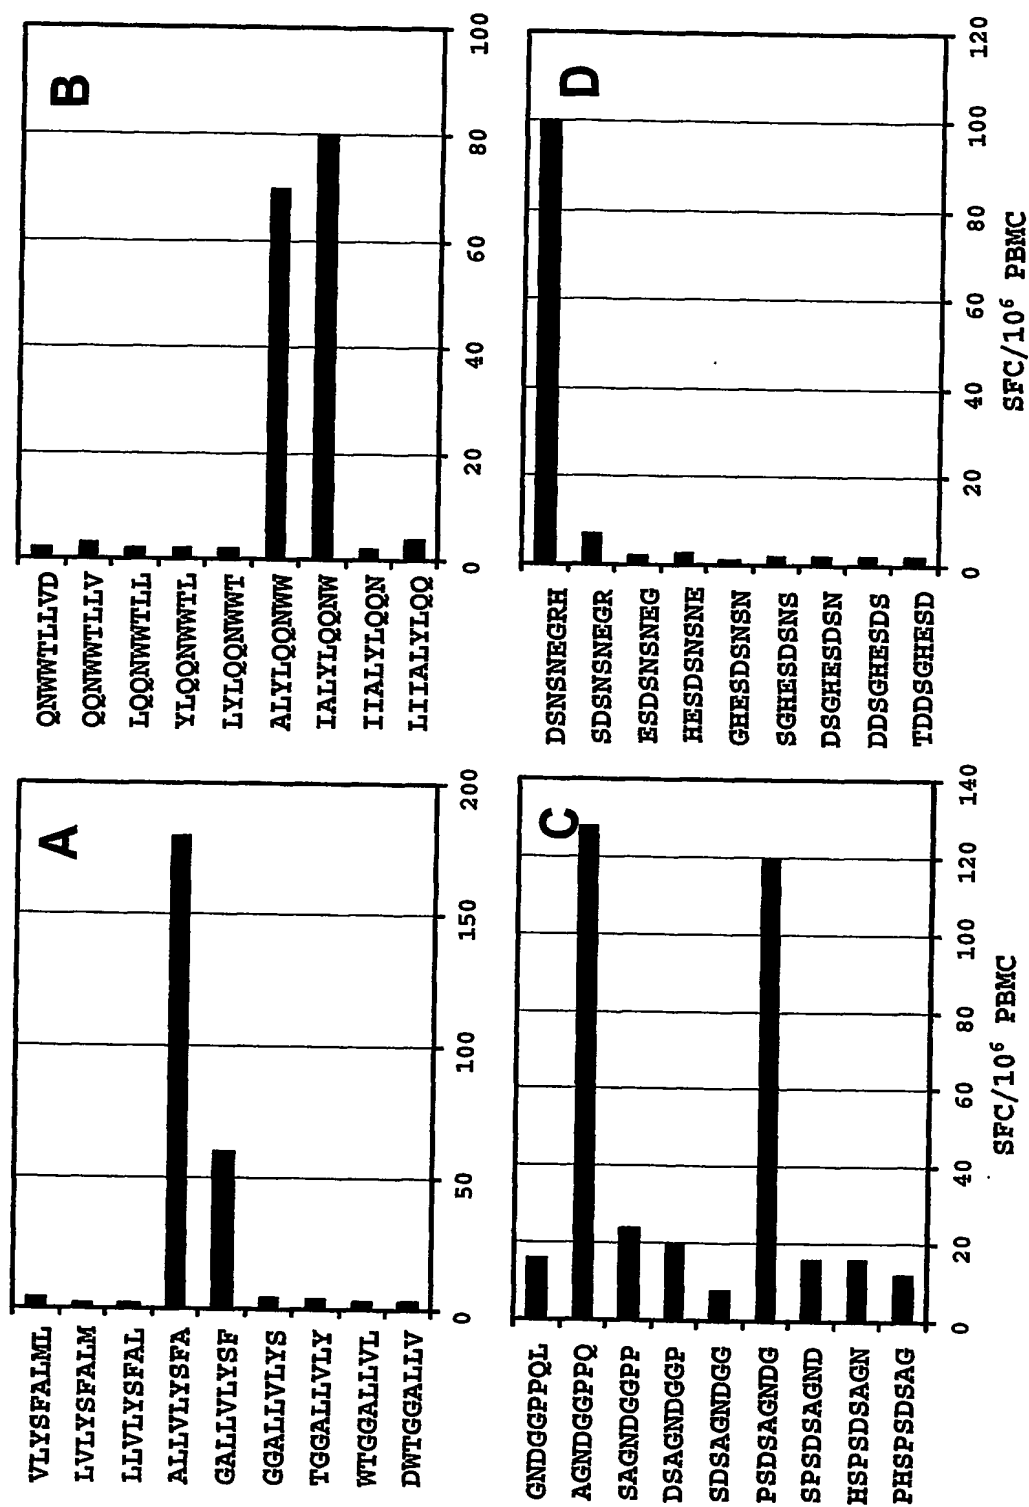 A
VLYSFALML
LVLYSFALM
LLVLYSFAL
ALLVLYSFA
GALLVLYSF
GGALLVLYS
TGGALLVLY
WTGGALLVL
DWTGGALLV
0 50 100 150 200
B
QNWWTLLVD
QQNWWTLLV
LQQNWWTLL
YLQQNWWTL
LYLQQNWWT
ALYLQQNWW
IALYLQQNW
IIALYLQQN
LIIALYLQQ
0 20 40 60 80 100
C
GNDGGPPQL
AGNDGGPPQ
SAGNDGGPP
DSAGNDGGP
SDSAGNDGG
PSDSAGNDG
SPSDSAGND
HSPSDSAGN
PHSPSDSAG
0 20 40 60 80 100 120 140
SFC/10⁶ PBMC
D
DSNSNEGRH
SDSNSNEGR
ESDSNSNEG
HESDSNSNE
GHESDSNSN
SGHESDSNS
DSGHESDSN
DDSGHESDS
TDDSGHESD
0 20 40 60 80 100 120
SFC/10⁶ PBMC